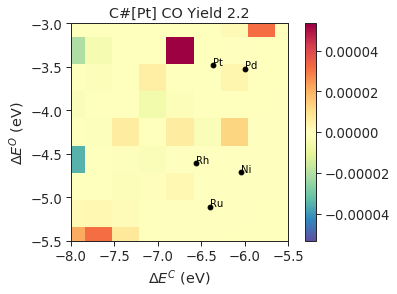 C#[Pt] CO Yield 2.2
−3.0
−3.5
−4.0
−4.5
−5.0
−5.5
ΔE^O (eV)
Pt
Pd
Rh
Ni
Ru
−8.0 −7.5 −7.0 −6.5 −6.0 −5.5
ΔE^C (eV)
0.00004
0.00002
0.00000
−0.00002
−0.00004